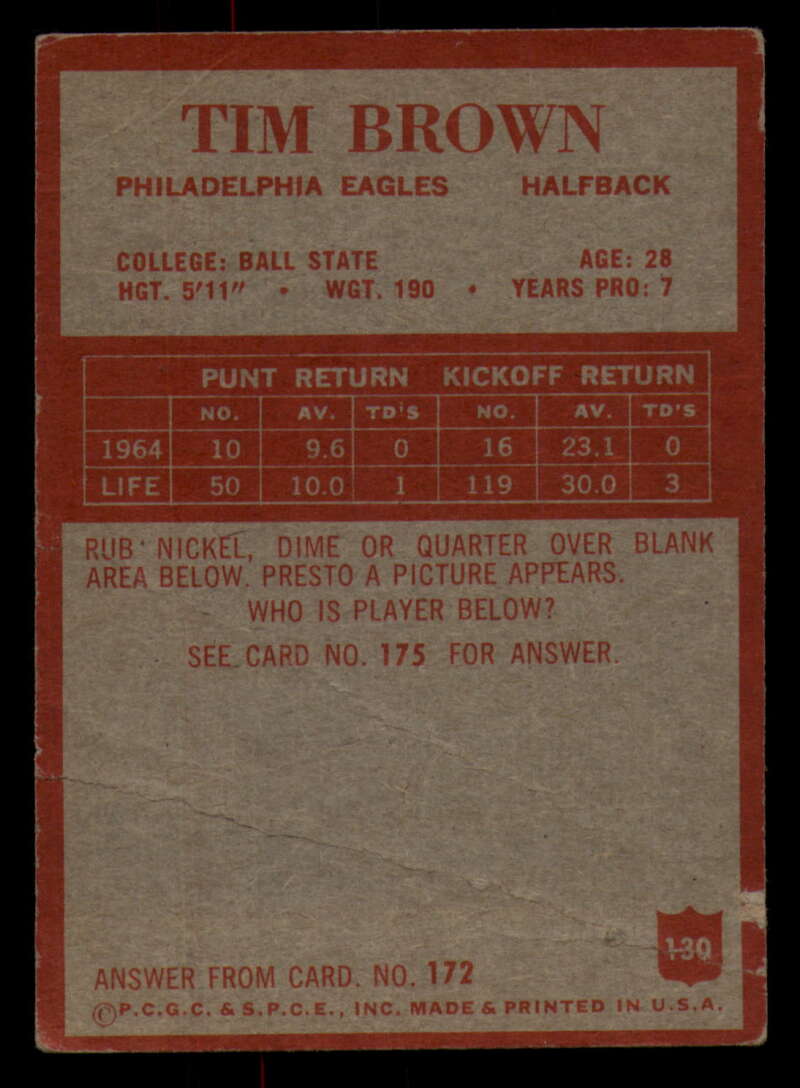 TIM BROWN
PHILADELPHIA EAGLES HALFBACK
COLLEGE: BALL STATE AGE: 28
HGT. 5'11" • WGT. 190 • YEARS PRO: 7
PUNT RETURN KICKOFF RETURN
NO. AV. TD'S NO. AV. TD'S
1964 10 9.6 0 16 23.1 0
LIFE 50 10.0 1 119 30.0 3
RUB NICKEL, DIME OR QUARTER OVER BLANK
AREA BELOW. PRESTO A PICTURE APPEARS.
WHO IS PLAYER BELOW?
SEE CARD NO. 175 FOR ANSWER.
130
ANSWER FROM CARD. NO. 172
©P.C.G.C. & S.P.C.E., INC. MADE & PRINTED IN U.S.A.